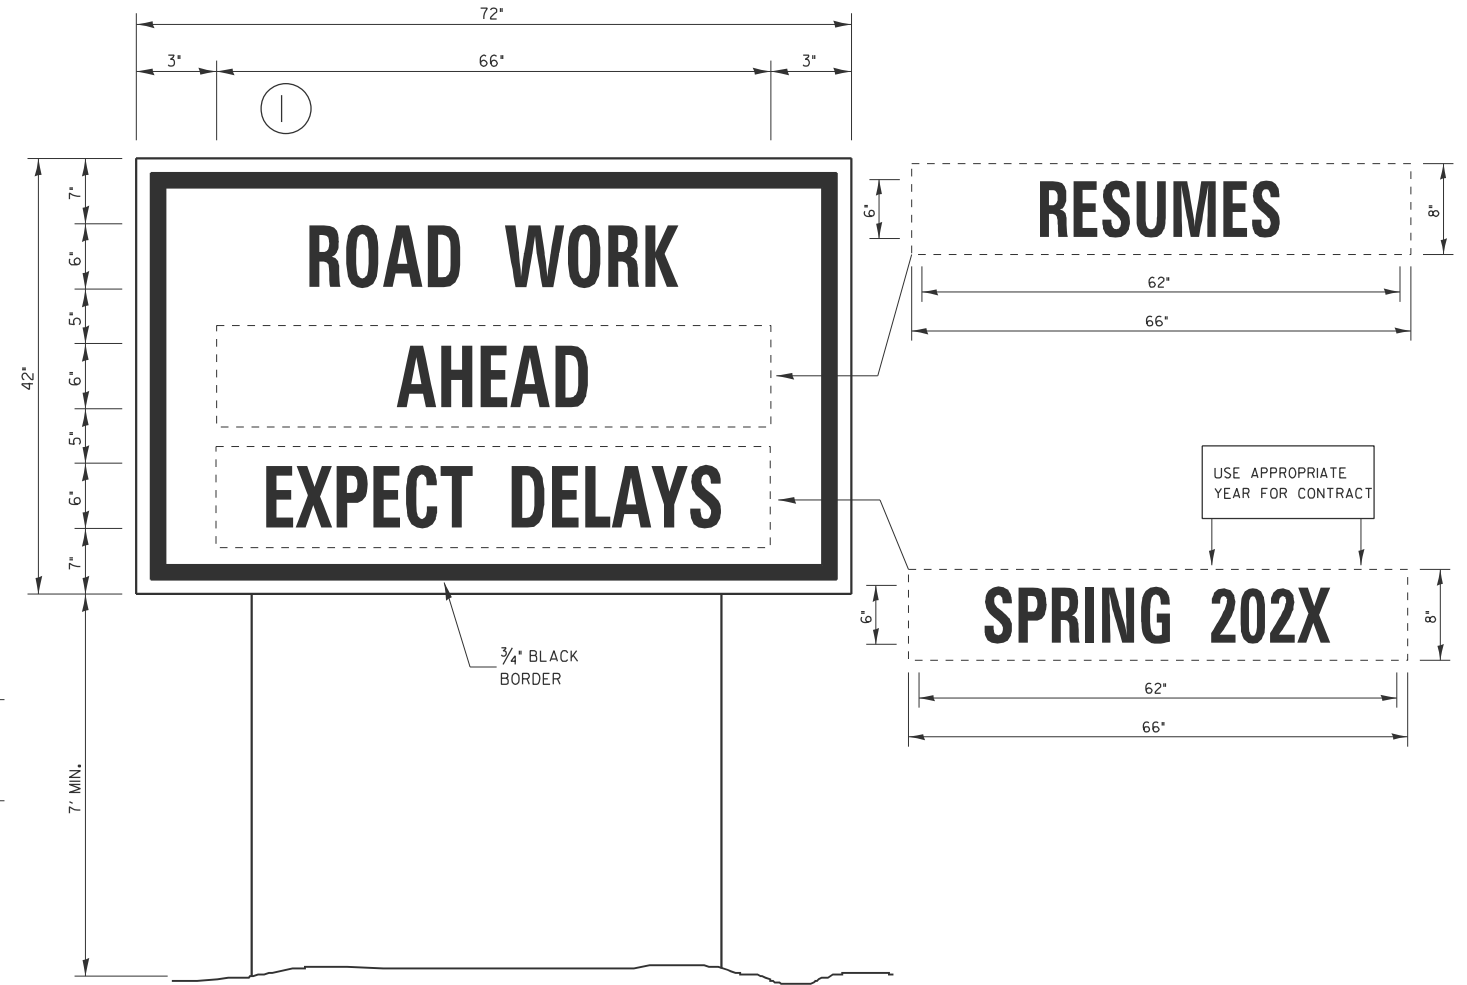 72"
3" 66" 3"
1
7"
6"
5"
6"
5"
6"
7"
42"
7' MIN.
ROAD WORK
AHEAD
EXPECT DELAYS
3/4" BLACK
BORDER
6"
RESUMES
8"
62"
66"
USE APPROPRIATE
YEAR FOR CONTRACT
6"
SPRING 202X
8"
62"
66"